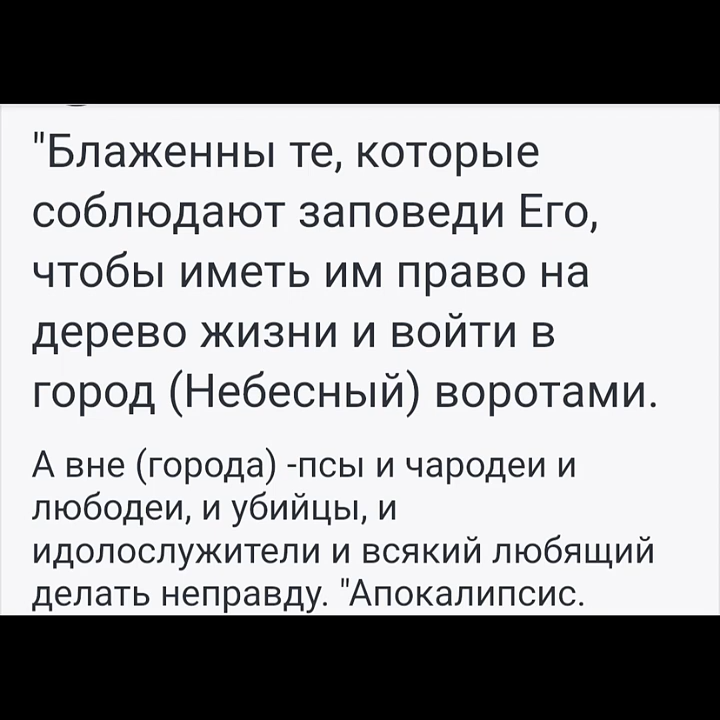 "Блаженны те, которые
соблюдают заповеди Его,
чтобы иметь им право на
дерево жизни и войти в
город (Небесный) воротами.
А вне (города) -псы и чародеи и
любодеи, и убийцы, и
идолослужители и всякий любящий
делать неправду. "Апокалипсис.